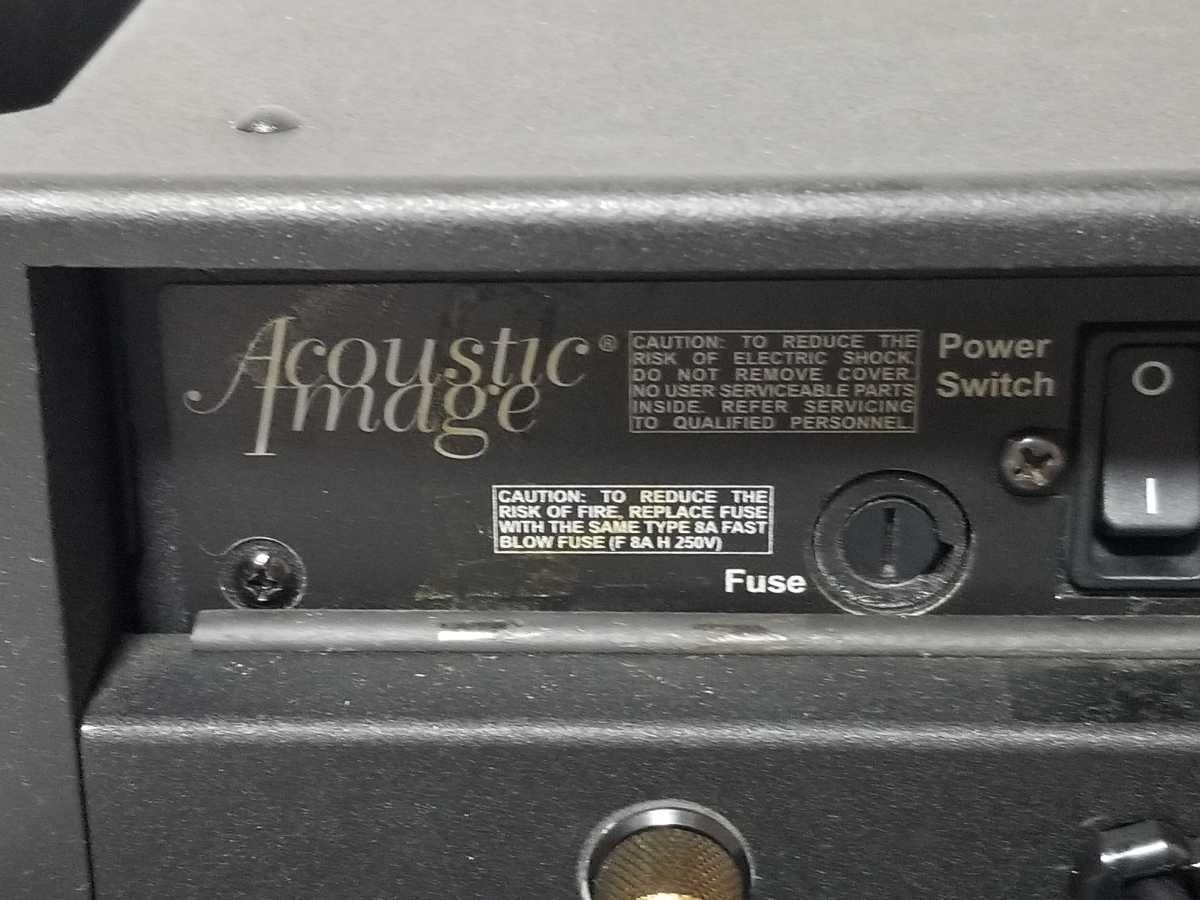 Acoustic®
Image
CAUTION: TO REDUCE THE
RISK OF ELECTRIC SHOCK,
DO NOT REMOVE COVER.
NO USER SERVICEABLE PARTS
INSIDE. REFER SERVICING
TO QUALIFIED PERSONNEL.
Power
Switch
O
I
CAUTION: TO REDUCE THE
RISK OF FIRE, REPLACE FUSE
WITH THE SAME TYPE 8A FAST
BLOW FUSE (F 8A H 250V)
Fuse